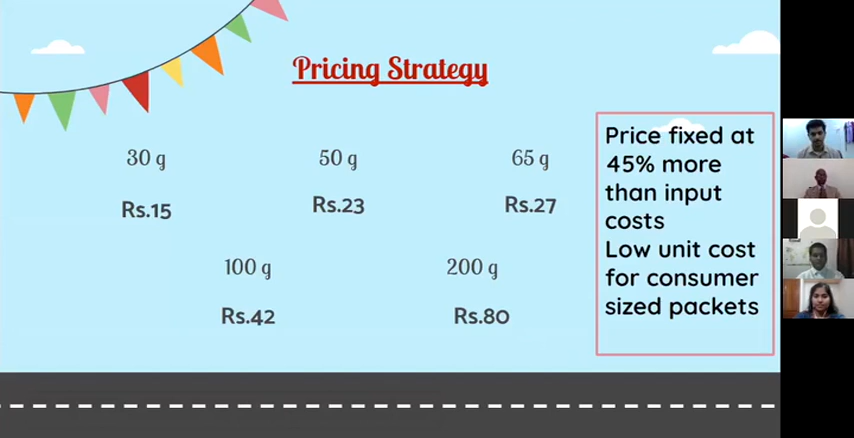 Pricing Strategy
30 g
50 g
65 g
Rs.15
Rs.23
Rs.27
100 g
200 g
Rs.42
Rs.80
Price fixed at
45% more
than input
costs
Low unit cost
for consumer
sized packets